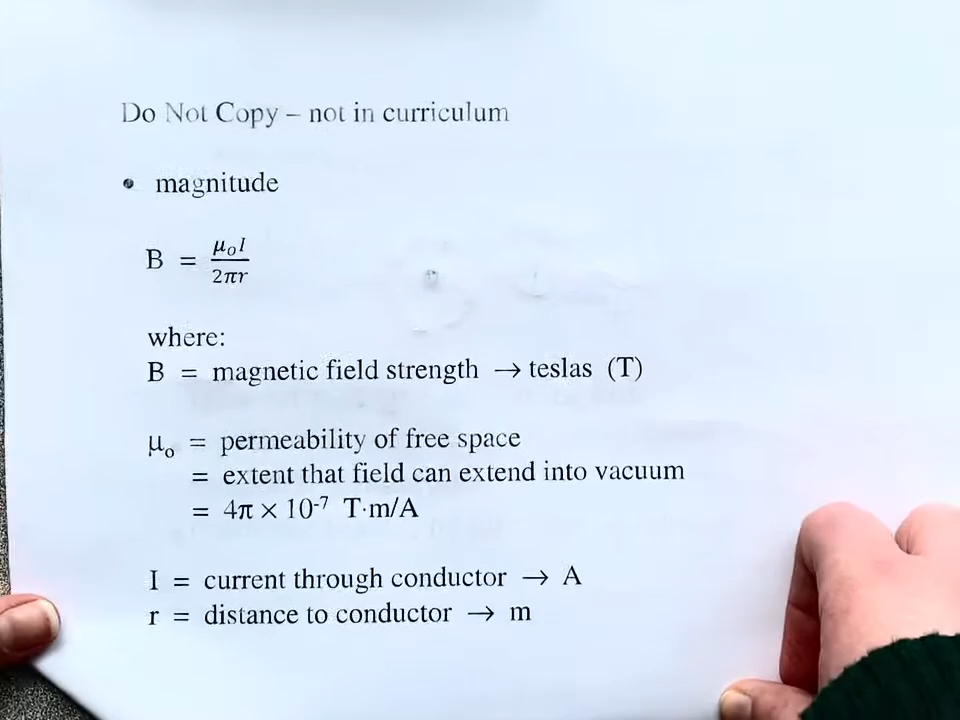 Do Not Copy – not in curriculum
• magnitude
B = μₒI / 2πr
where:
B = magnetic field strength → teslas (T)
μₒ = permeability of free space
= extent that field can extend into vacuum
= 4π × 10⁻⁷ T·m/A
I = current through conductor → A
r = distance to conductor → m